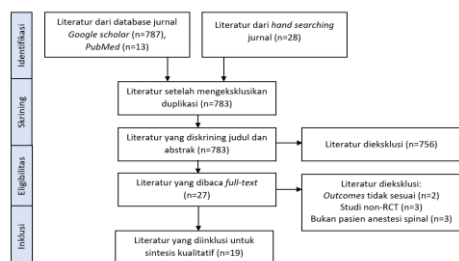 Identifikasi
Literatur dari database jurnal
Google scholar (n=787),
PubMed (n=13)
Literatur dari hand searching
jurnal (n=28)
Skrining
Literatur setelah mengeksklusikan
duplikasi (n=783)
Literatur yang diskrining judul dan
abstrak (n=783)
Literatur dieksklusi (n=756)
Eligibilitas
Literatur yang dibaca full-text
(n=27)
Literatur dieksklusi:
Outcomes tidak sesuai (n=2)
Studi non-RCT (n=3)
Bukan pasien anestesi spinal (n=3)
Inklusi
Literatur yang diinklusi untuk
sintesis kualitatif (n=19)